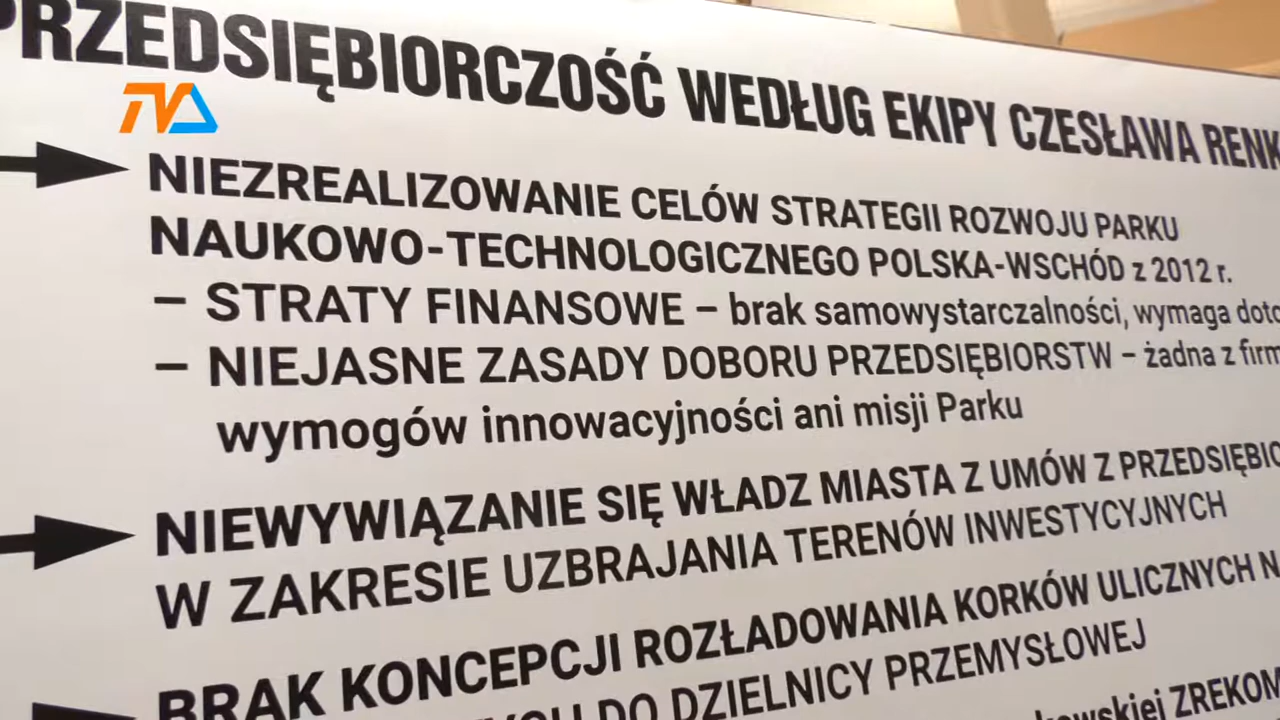 PRZEDSIĘBIORCZOŚĆ WEDŁUG EKIPY CZESŁAWA RENK
TVA
NIEZREALIZOWANIE CELÓW STRATEGII ROZWOJU PARKU
NAUKOWO-TECHNOLOGICZNEGO POLSKA-WSCHÓD z 2012 r.
– STRATY FINANSOWE – brak samowystarczalności, wymaga doto
– NIEJASNE ZASADY DOBORU PRZEDSIĘBIORSTW – żadna z firm
wymogów innowacyjności ani misji Parku
NIEWYWIĄZANIE SIĘ WŁADZ MIASTA Z UMÓW Z PRZEDSIĘBIO
W ZAKRESIE UZBRAJANIA TERENÓW INWESTYCYJNYCH
BRAK KONCEPCJI ROZŁADOWANIA KORKÓW ULICZNYCH N
DO DZIELNICY PRZEMYSŁOWEJ
kowskiej ZREKOM